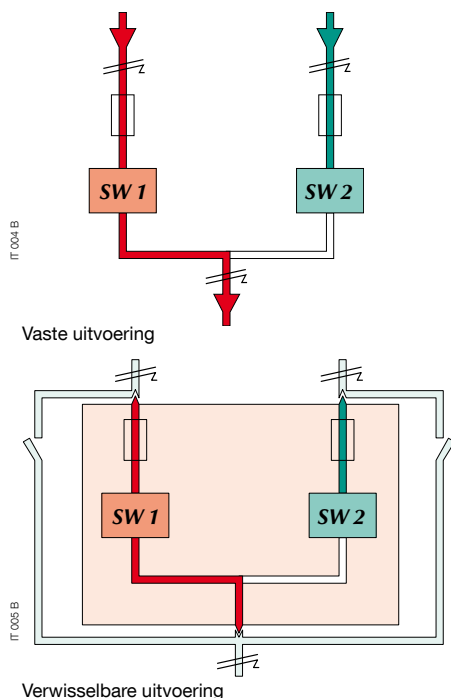 SW 1
SW 2
IT 004 B
Vaste uitvoering
SW 1
SW 2
IT 005 B
Verwisselbare uitvoering